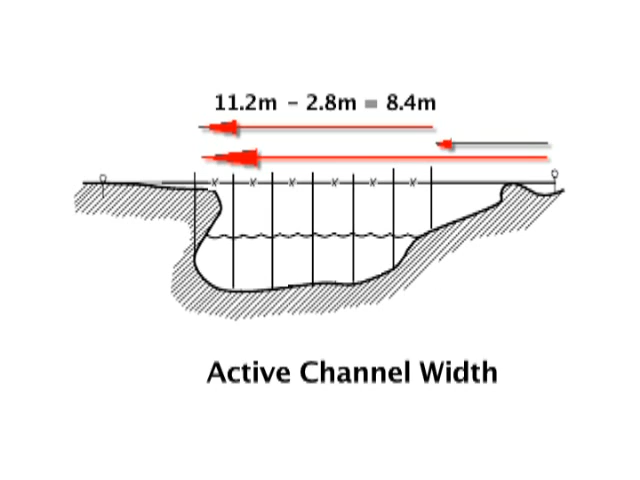 11.2m - 2.8m = 8.4m
x x x x x x
Active Channel Width